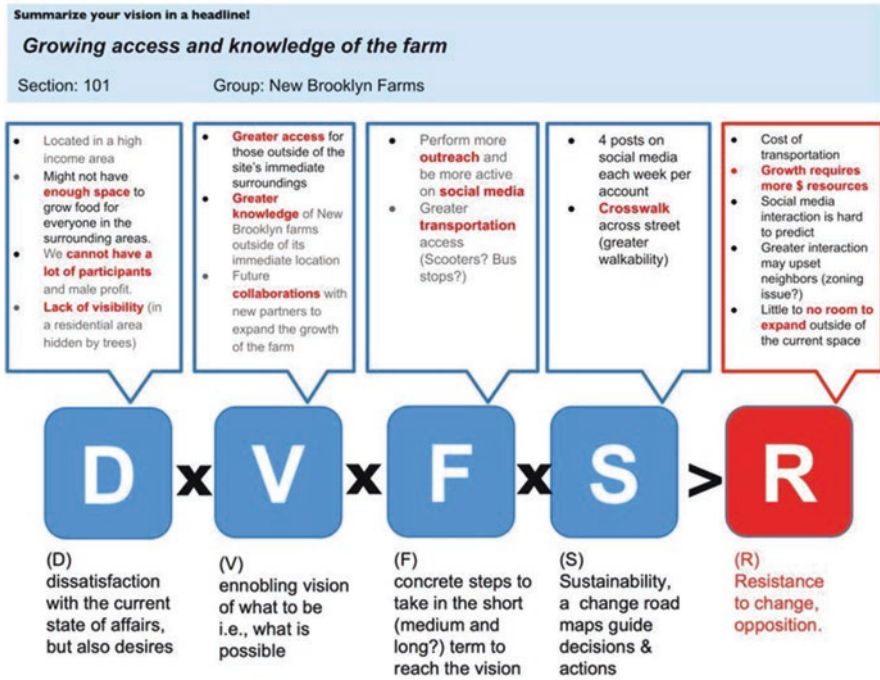 Summarize your vision in a headline!
Growing access and knowledge of the farm
Section: 101 Group: New Brooklyn Farms
• Located in a high
income area
• Might not have
enough space to
grow food for
everyone in the
surrounding areas.
• We cannot have a
lot of participants
and male profit.
• Lack of visibility (in
a residential area
hidden by trees)
• Greater access for
those outside of the
site's immediate
surroundings
• Greater
knowledge of New
Brooklyn farms
outside of its
immediate location
• Future
collaborations with
new partners to
expand the growth
of the farm
• Perform more
outreach and
be more active
on social media
• Greater
transportation
access
(Scooters? Bus
stops?)
• 4 posts on
social media
each week per
account
• Crosswalk
across street
(greater
walkability)
• Cost of
transportation
• Growth requires
more $ resources
• Social media
interaction is hard
to predict
• Greater interaction
may upset
neighbors (zoning
issue?)
• Little to no room to
expand outside of
the current space
D x V x F x S > R
(D)
dissatisfaction
with the current
state of affairs,
but also desires
(V)
ennobling vision
of what to be
i.e., what is
possible
(F)
concrete steps to
take in the short
(medium and
long?) term to
reach the vision
(S)
Sustainability,
a change road
maps guide
decisions &
actions
(R)
Resistance
to change,
opposition.